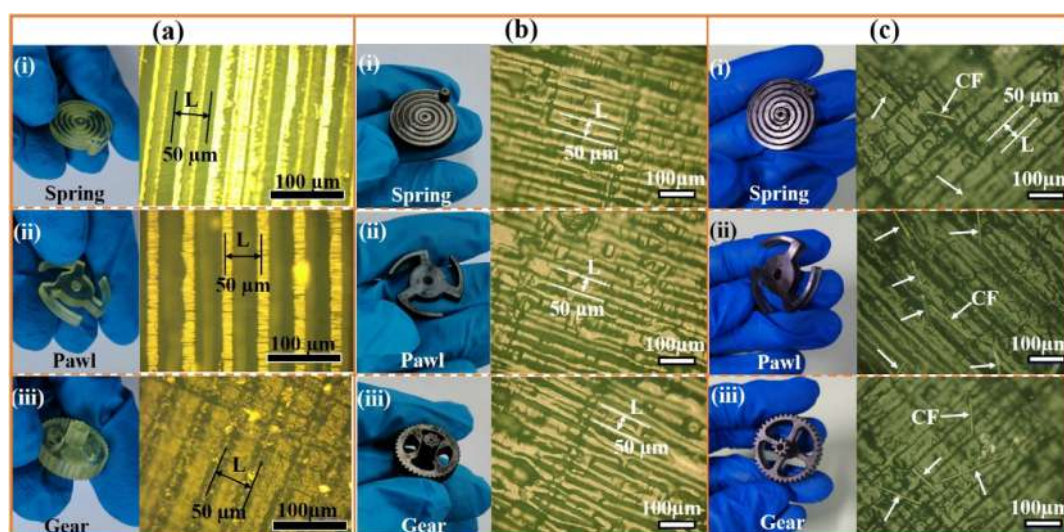 (a)
(i)
L
50 µm
100 µm
Spring
(ii)
L
50 µm
100 µm
Pawl
(iii)
L
50 µm
100µm
Gear
(b)
(i)
L
50 µm
100µm
Spring
(ii)
L
50 µm
100µm
Pawl
(iii)
L
50 µm
100µm
Gear
(c)
(i)
CF
50 µm
L
100µm
Spring
(ii)
CF
100µm
Pawl
(iii)
CF
100µm
Gear